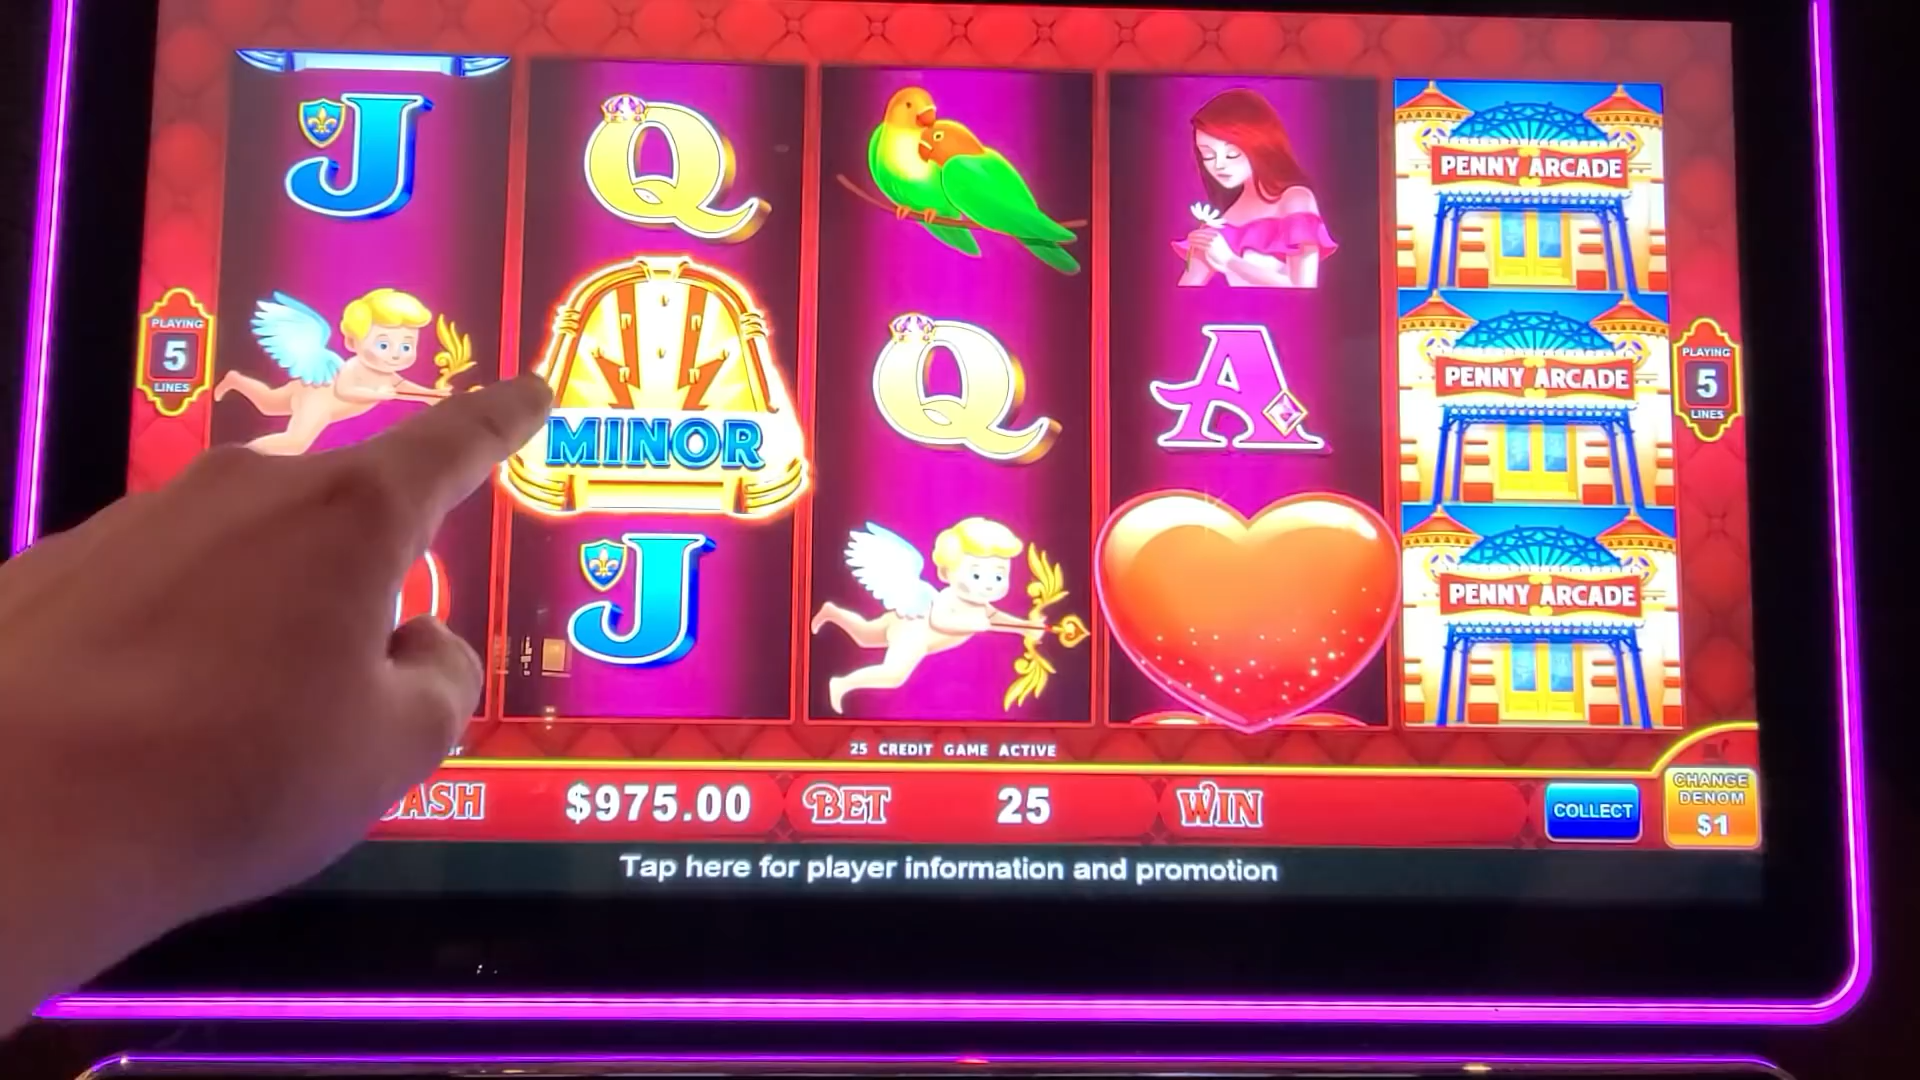 J
Q
PENNY ARCADE
PLAYING
5
LINES
MINOR
Q
A
PENNY ARCADE
PLAYING
5
LINES
J
PENNY ARCADE
25 CREDIT GAME ACTIVE
CASH $975.00 BET 25 WIN
COLLECT
CHANGE
DENOM
$1
Tap here for player information and promotion